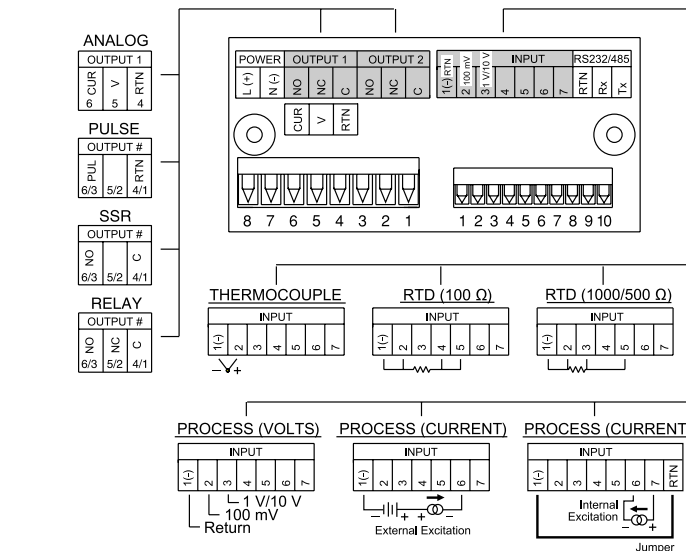 ANALOG
OUTPUT 1
CUR V RTN
6 5 4
PULSE
OUTPUT #
PUL RTN
6/3 5/2 4/1
SSR
OUTPUT #
NO C
6/3 5/2 4/1
RELAY
OUTPUT #
NO NC C
6/3 5/2 4/1
POWER OUTPUT 1 OUTPUT 2 INPUT RS232/485
L (+) N (-) NO NC C NO NC C 1(-) RTN 2 100 mV 3 1 V/10 V 4 5 6 7 RTN Rx Tx
CUR V RTN
8 7 6 5 4 3 2 1 1 2 3 4 5 6 7 8 9 10
THERMOCOUPLE
INPUT
1(-) 2 3 4 5 6 7
– +
RTD (100 Ω)
INPUT
1(-) 2 3 4 5 6 7
RTD (1000/500 Ω)
INPUT
1(-) 2 3 4 5 6 7
PROCESS (VOLTS)
INPUT
1(-) 2 3 4 5 6 7
1 V/10 V
100 mV
Return
PROCESS (CURRENT)
INPUT
1(-) 2 3 4 5 6 7
– + + –
External Excitation
PROCESS (CURRENT
INPUT
1(-) 2 3 4 5 6 7 RTN
Internal
Excitation
– +
Jumper